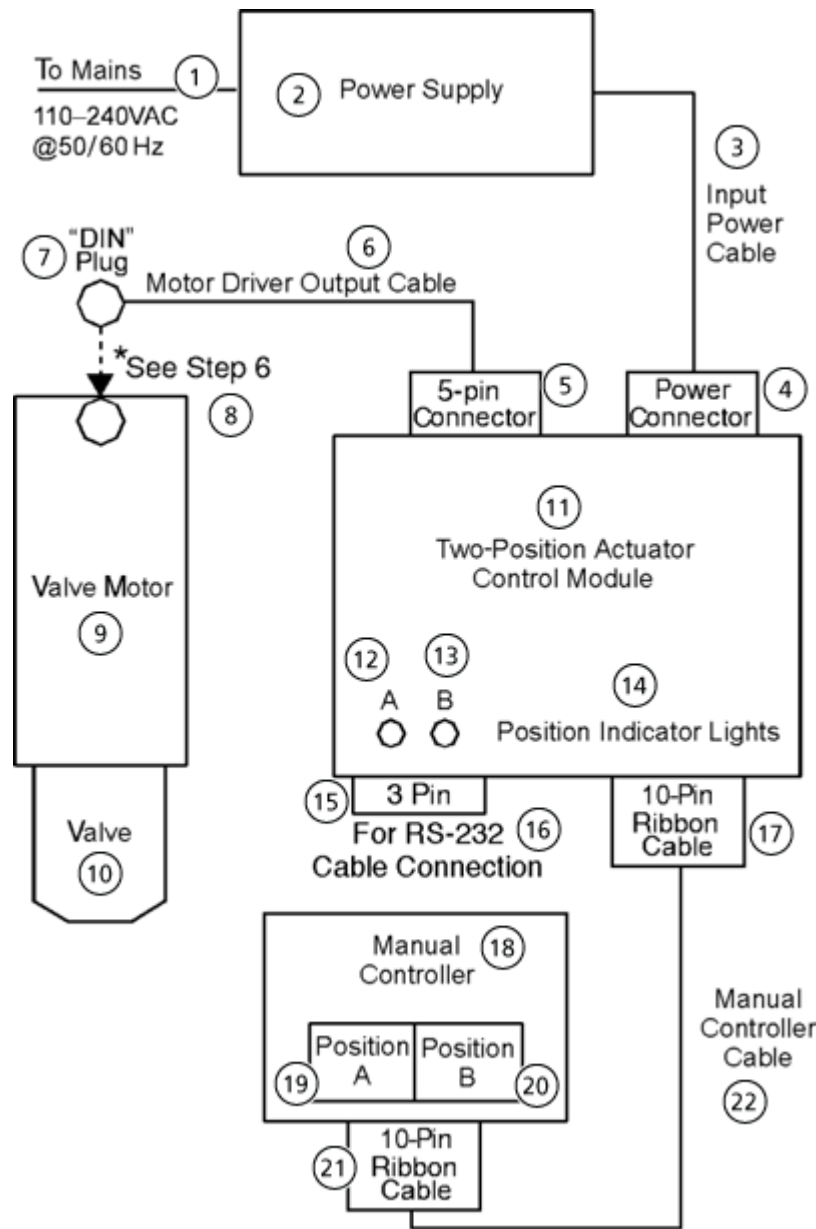 To Mains
1
110–240VAC
@50/60 Hz
2
Power Supply
3
Input
Power
Cable
7
"DIN"
Plug
6
Motor Driver Output Cable
*See Step 6
8
5-pin
Connector
5
Power
Connector
4
Valve Motor
9
Valve
10
11
Two-Position Actuator
Control Module
12
13
A
B
14
Position Indicator Lights
15
3 Pin
For RS-232
Cable Connection
16
10-Pin
Ribbon
Cable
17
Manual
Controller
18
Position
A
19
Position
B
20
10-Pin
Ribbon
Cable
21
Manual
Controller
Cable
22